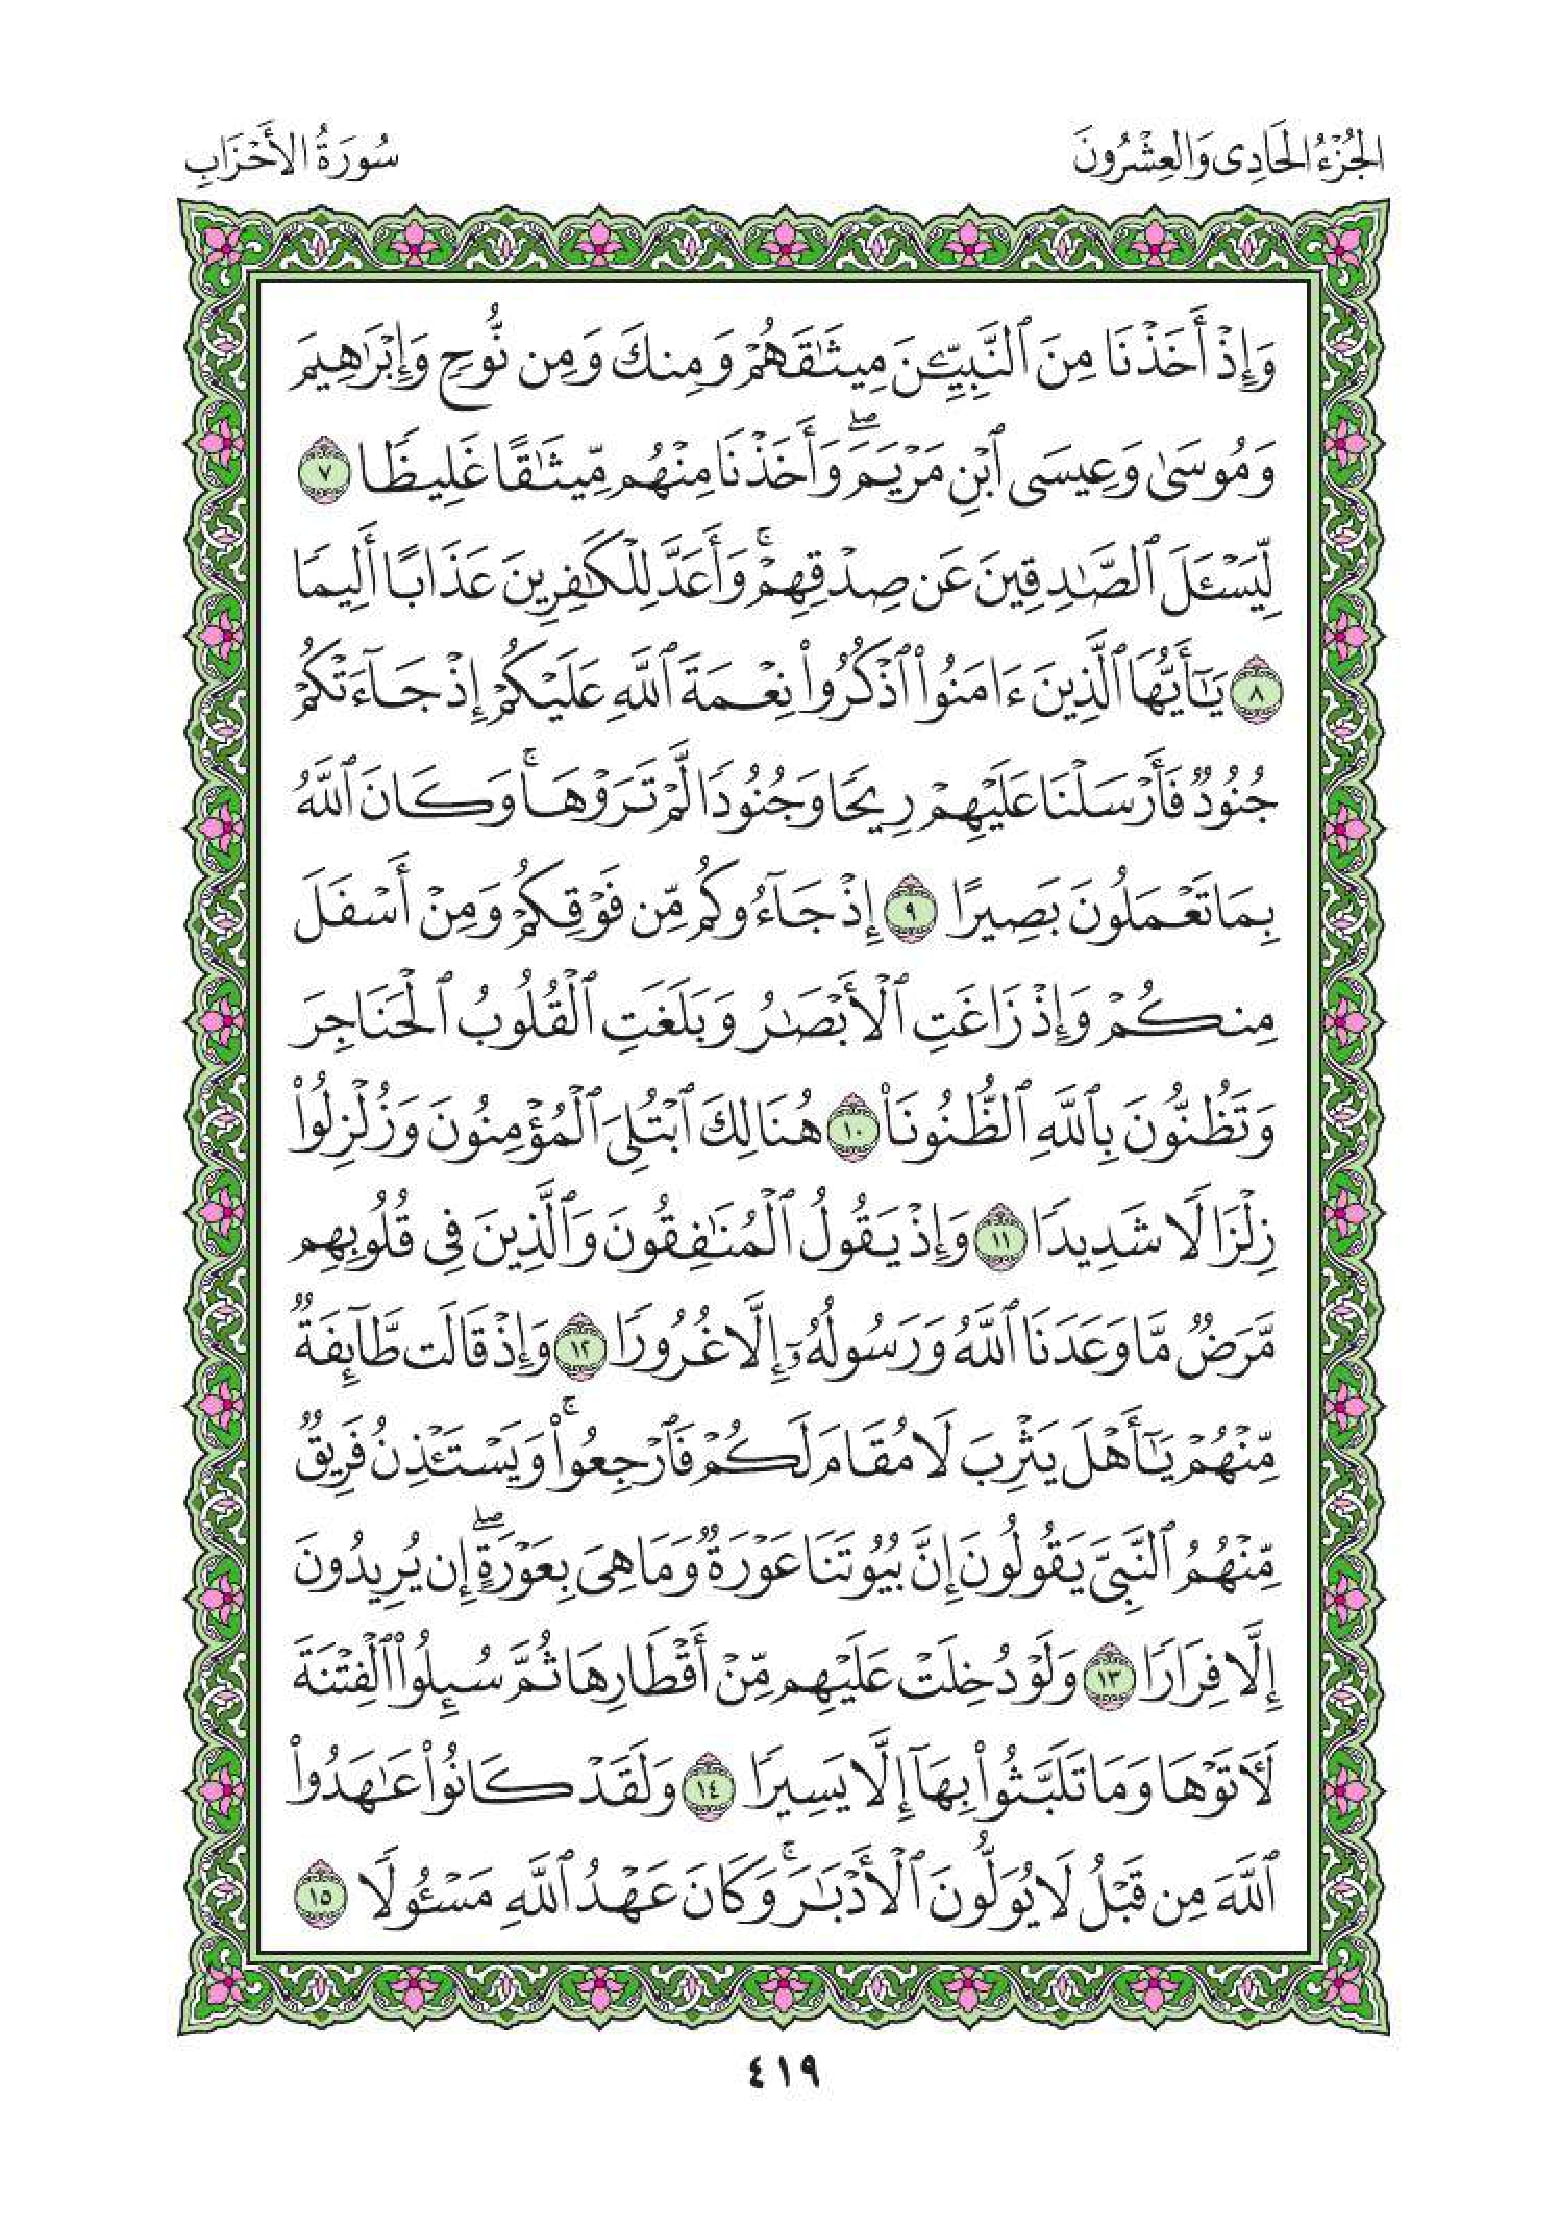 الجُزْءُ الحَادِى وَالعِشْرُونَ
سُورَةُ الأَحْزَابِ
وَإِذْ أَخَذْنَا مِنَ ٱلنَّبِيِّـۧنَ مِيثَـٰقَهُمْ وَمِنكَ وَمِن نُّوحٍ وَإِبْرَٰهِيمَ
وَمُوسَىٰ وَعِيسَى ٱبْنِ مَرْيَمَ ۖ وَأَخَذْنَا مِنْهُم مِّيثَـٰقًا غَلِيظًا ٧
لِّيَسْـَٔلَ ٱلصَّـٰدِقِينَ عَن صِدْقِهِمْ ۚ وَأَعَدَّ لِلْكَـٰفِرِينَ عَذَابًا أَلِيمًا
٨ يَـٰٓأَيُّهَا ٱلَّذِينَ ءَامَنُوا۟ ٱذْكُرُوا۟ نِعْمَةَ ٱللَّهِ عَلَيْكُمْ إِذْ جَآءَتْكُمْ
جُنُودٌ فَأَرْسَلْنَا عَلَيْهِمْ رِيحًا وَجُنُودًا لَّمْ تَرَوْهَا ۚ وَكَانَ ٱللَّهُ
بِمَا تَعْمَلُونَ بَصِيرًا ٩ إِذْ جَآءُوكُم مِّن فَوْقِكُمْ وَمِنْ أَسْفَلَ
مِنكُمْ وَإِذْ زَاغَتِ ٱلْأَبْصَـٰرُ وَبَلَغَتِ ٱلْقُلُوبُ ٱلْحَنَاجِرَ
وَتَظُنُّونَ بِٱللَّهِ ٱلظُّنُونَا۠ ١٠ هُنَالِكَ ٱبْتُلِىَ ٱلْمُؤْمِنُونَ وَزُلْزِلُوا۟
زِلْزَالًا شَدِيدًا ١١ وَإِذْ يَقُولُ ٱلْمُنَـٰفِقُونَ وَٱلَّذِينَ فِى قُلُوبِهِم
مَّرَضٌ مَّا وَعَدَنَا ٱللَّهُ وَرَسُولُهُۥٓ إِلَّا غُرُورًا ١٢ وَإِذْ قَالَت طَّآئِفَةٌ
مِّنْهُمْ يَـٰٓأَهْلَ يَثْرِبَ لَا مُقَامَ لَكُمْ فَٱرْجِعُوا۟ ۚ وَيَسْتَـْٔذِنُ فَرِيقٌ
مِّنْهُمُ ٱلنَّبِىَّ يَقُولُونَ إِنَّ بُيُوتَنَا عَوْرَةٌ وَمَا هِىَ بِعَوْرَةٍ ۖ إِن يُرِيدُونَ
إِلَّا فِرَارًا ١٣ وَلَوْ دُخِلَتْ عَلَيْهِم مِّنْ أَقْطَارِهَا ثُمَّ سُئِلُوا۟ ٱلْفِتْنَةَ
لَـَٔاتَوْهَا وَمَا تَلَبَّثُوا۟ بِهَآ إِلَّا يَسِيرًا ١٤ وَلَقَدْ كَانُوا۟ عَـٰهَدُوا۟
ٱللَّهَ مِن قَبْلُ لَا يُوَلُّونَ ٱلْأَدْبَـٰرَ ۚ وَكَانَ عَهْدُ ٱللَّهِ مَسْـُٔولًا ١٥
٤١٩